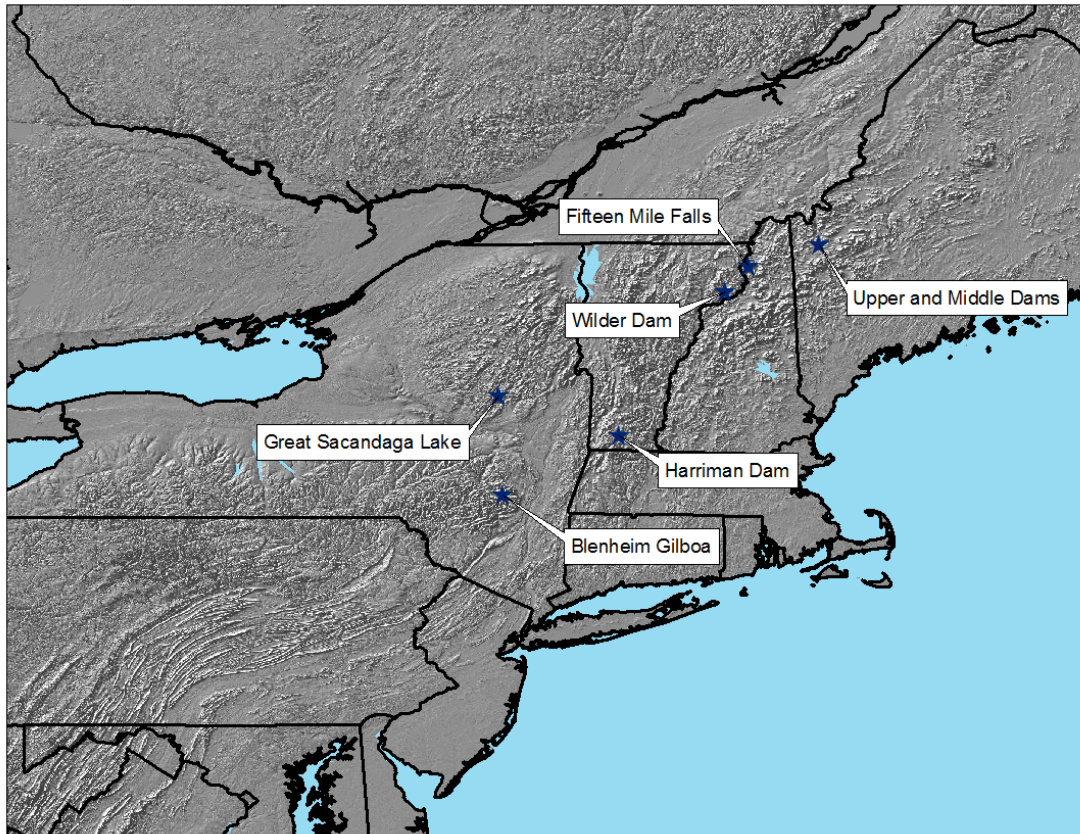 Fifteen Mile Falls
Upper and Middle Dams
Wilder Dam
Great Sacandaga Lake
Harriman Dam
Blenheim Gilboa